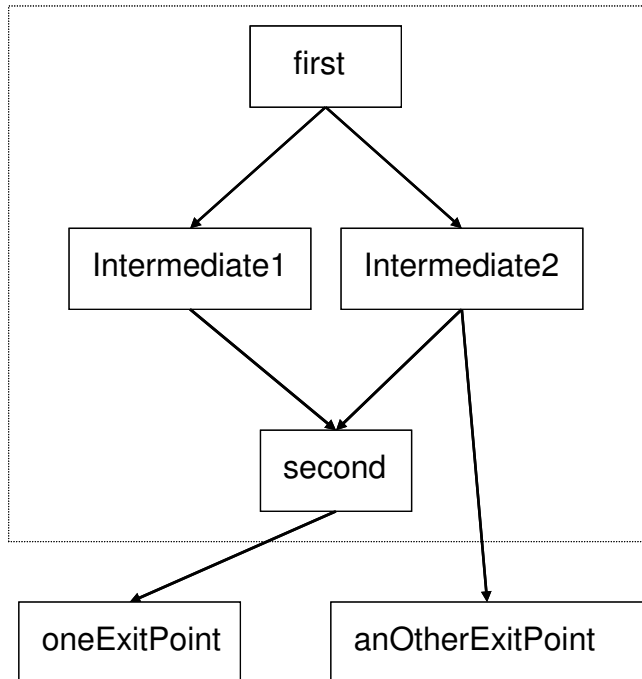 first
Intermediate1
Intermediate2
second
oneExitPoint
anOtherExitPoint